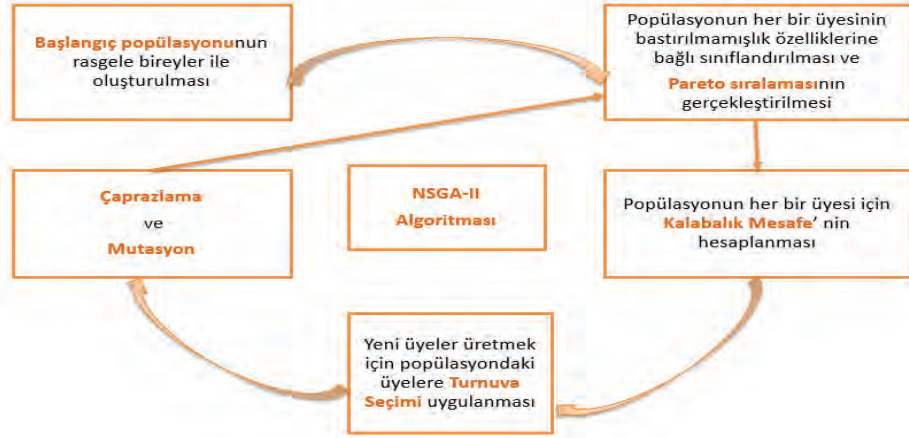 Başlangıç popülasyonunun
rasgele bireyler ile
oluşturulması
Popülasyonun her bir üyesinin
bastırılmamışlık özelliklerine
bağlı sınıflandırılması ve
Pareto sıralamasının
gerçekleştirilmesi
Çaprazlama
ve
Mutasyon
NSGA-II
Algoritması
Popülasyonun her bir üyesi için
Kalabalık Mesafe' nin
hesaplanması
Yeni üyeler üretmek
için popülasyondaki
üyelere Turnuva
Seçimi uygulanması